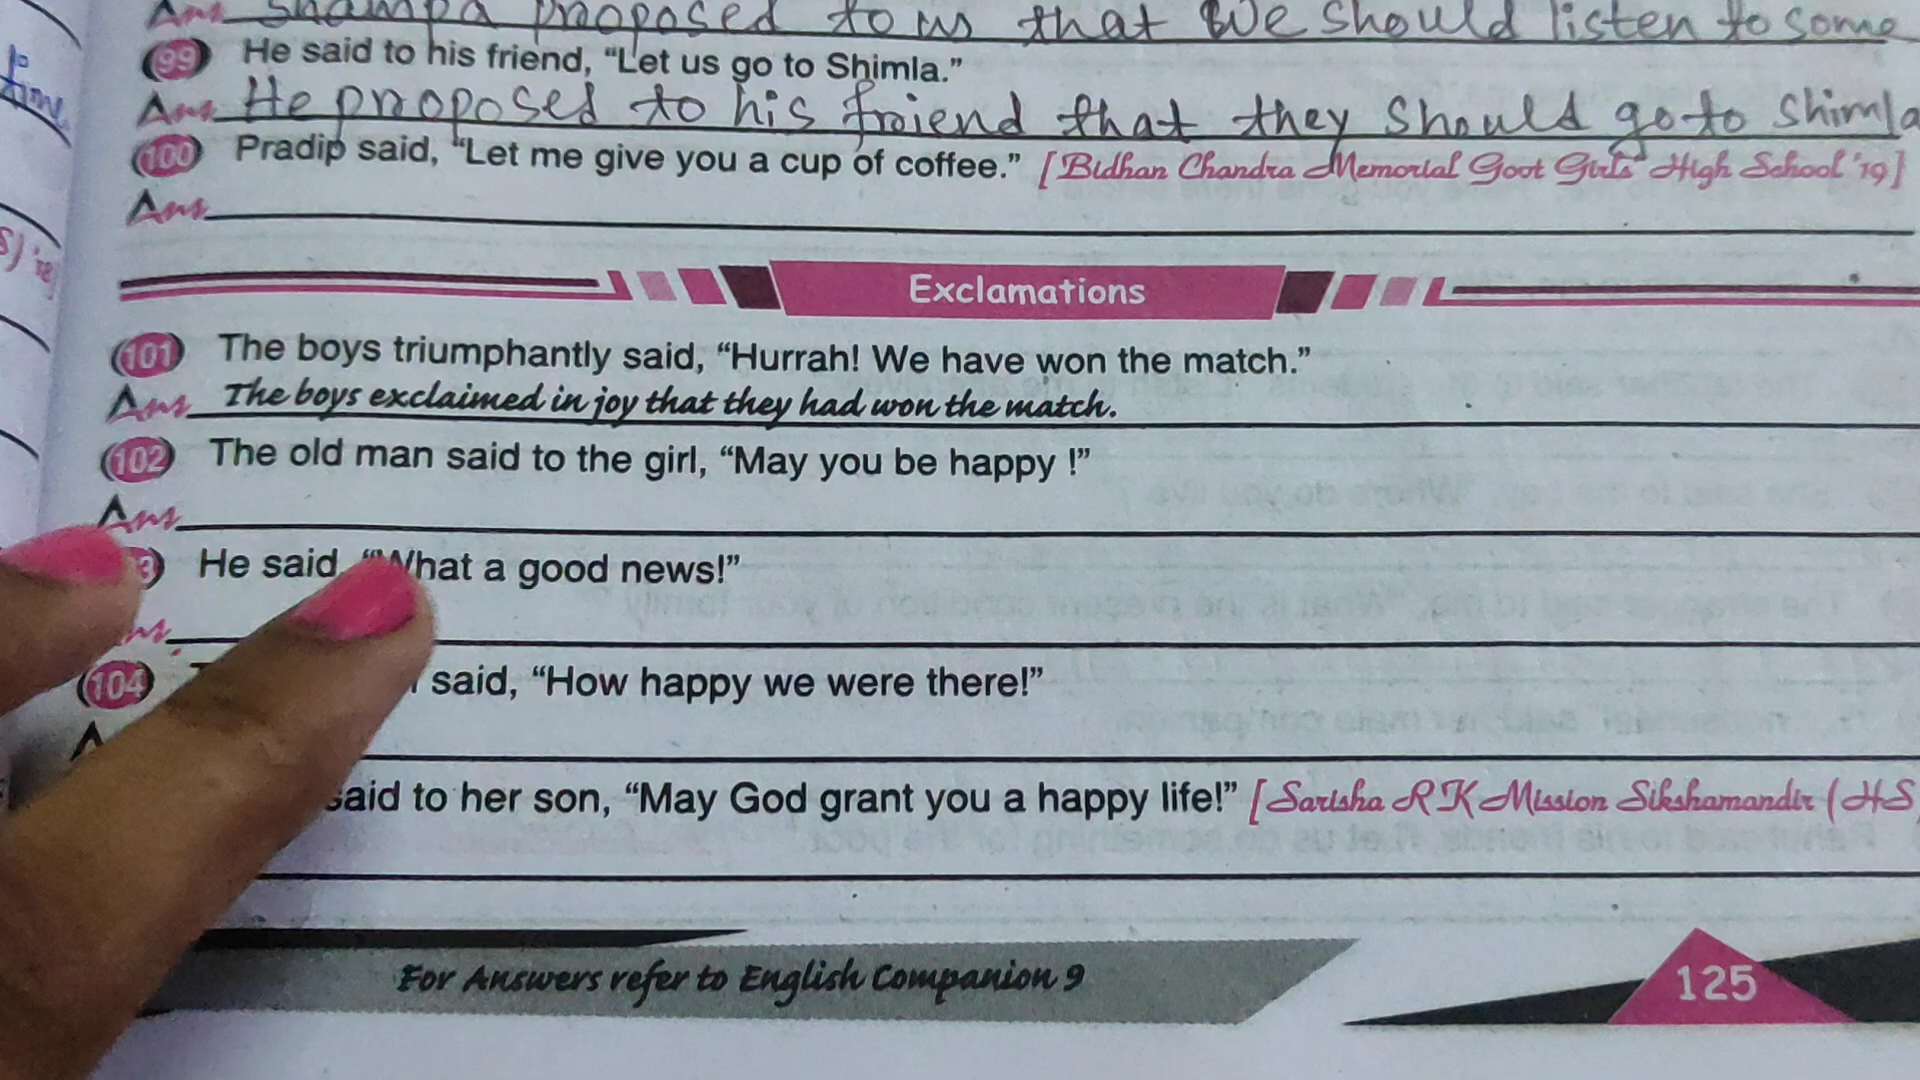 Ans Shampa proposed to us that We should listen to some
(99) He said to his friend, “Let us go to Shimla.”
Ans He proposed to his friend that they should go to Shimla
(100) Pradip said, “Let me give you a cup of coffee.” [Bidhan Chandra Memorial Govt Girls' High School '19]
Ans
Exclamations
(101) The boys triumphantly said, “Hurrah! We have won the match.”
Ans The boys exclaimed in joy that they had won the match.
(102) The old man said to the girl, “May you be happy !”
Ans
3) He said, “What a good news!”
(104) said, “How happy we were there!”
said to her son, “May God grant you a happy life!” [Sarisha R K Mission Sikshamandir (HS)
For Answers refer to English Companion 9
125